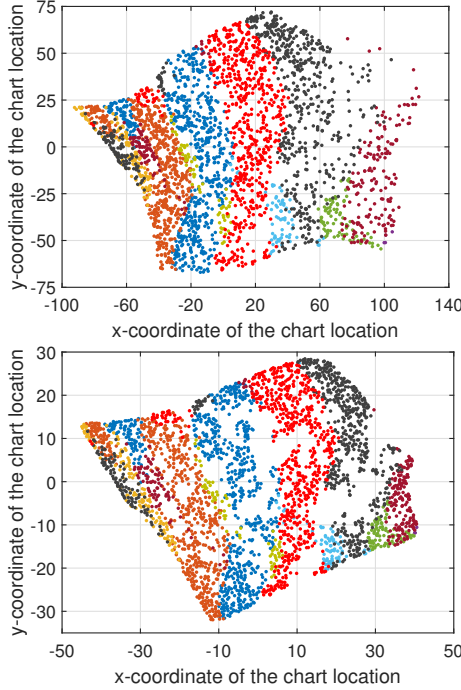 75
50
25
0
-25
-50
-75
-100 -60 -20 20 60 100 140
y-coordinate of the chart location
x-coordinate of the chart location
30
20
10
0
-10
-20
-30
-50 -30 -10 10 30 50
y-coordinate of the chart location
x-coordinate of the chart location